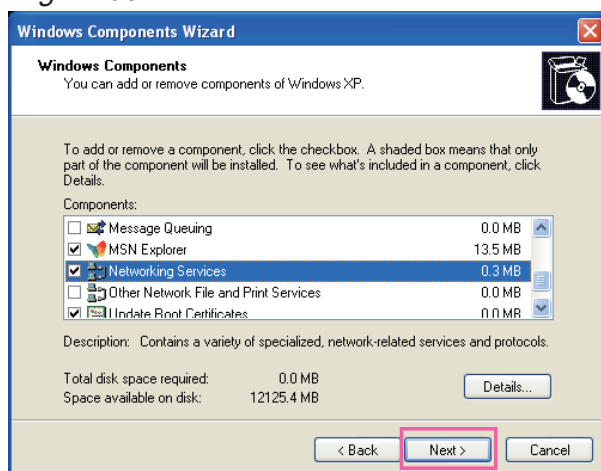 Windows Components Wizard
Windows Components
You can add or remove components of Windows XP.
To add or remove a component, click the checkbox. A shaded box means that only
part of the component will be installed. To see what's included in a component, click
Details.
Components:
Message Queuing 0.0 MB
MSN Explorer 13.5 MB
Networking Services 0.3 MB
Other Network File and Print Services 0.0 MB
Update Root Certificates 0.0 MB
Description: Contains a variety of specialized, network-related services and protocols.
Total disk space required: 0.0 MB
Details...
Space available on disk: 12125.4 MB
< Back Next > Cancel